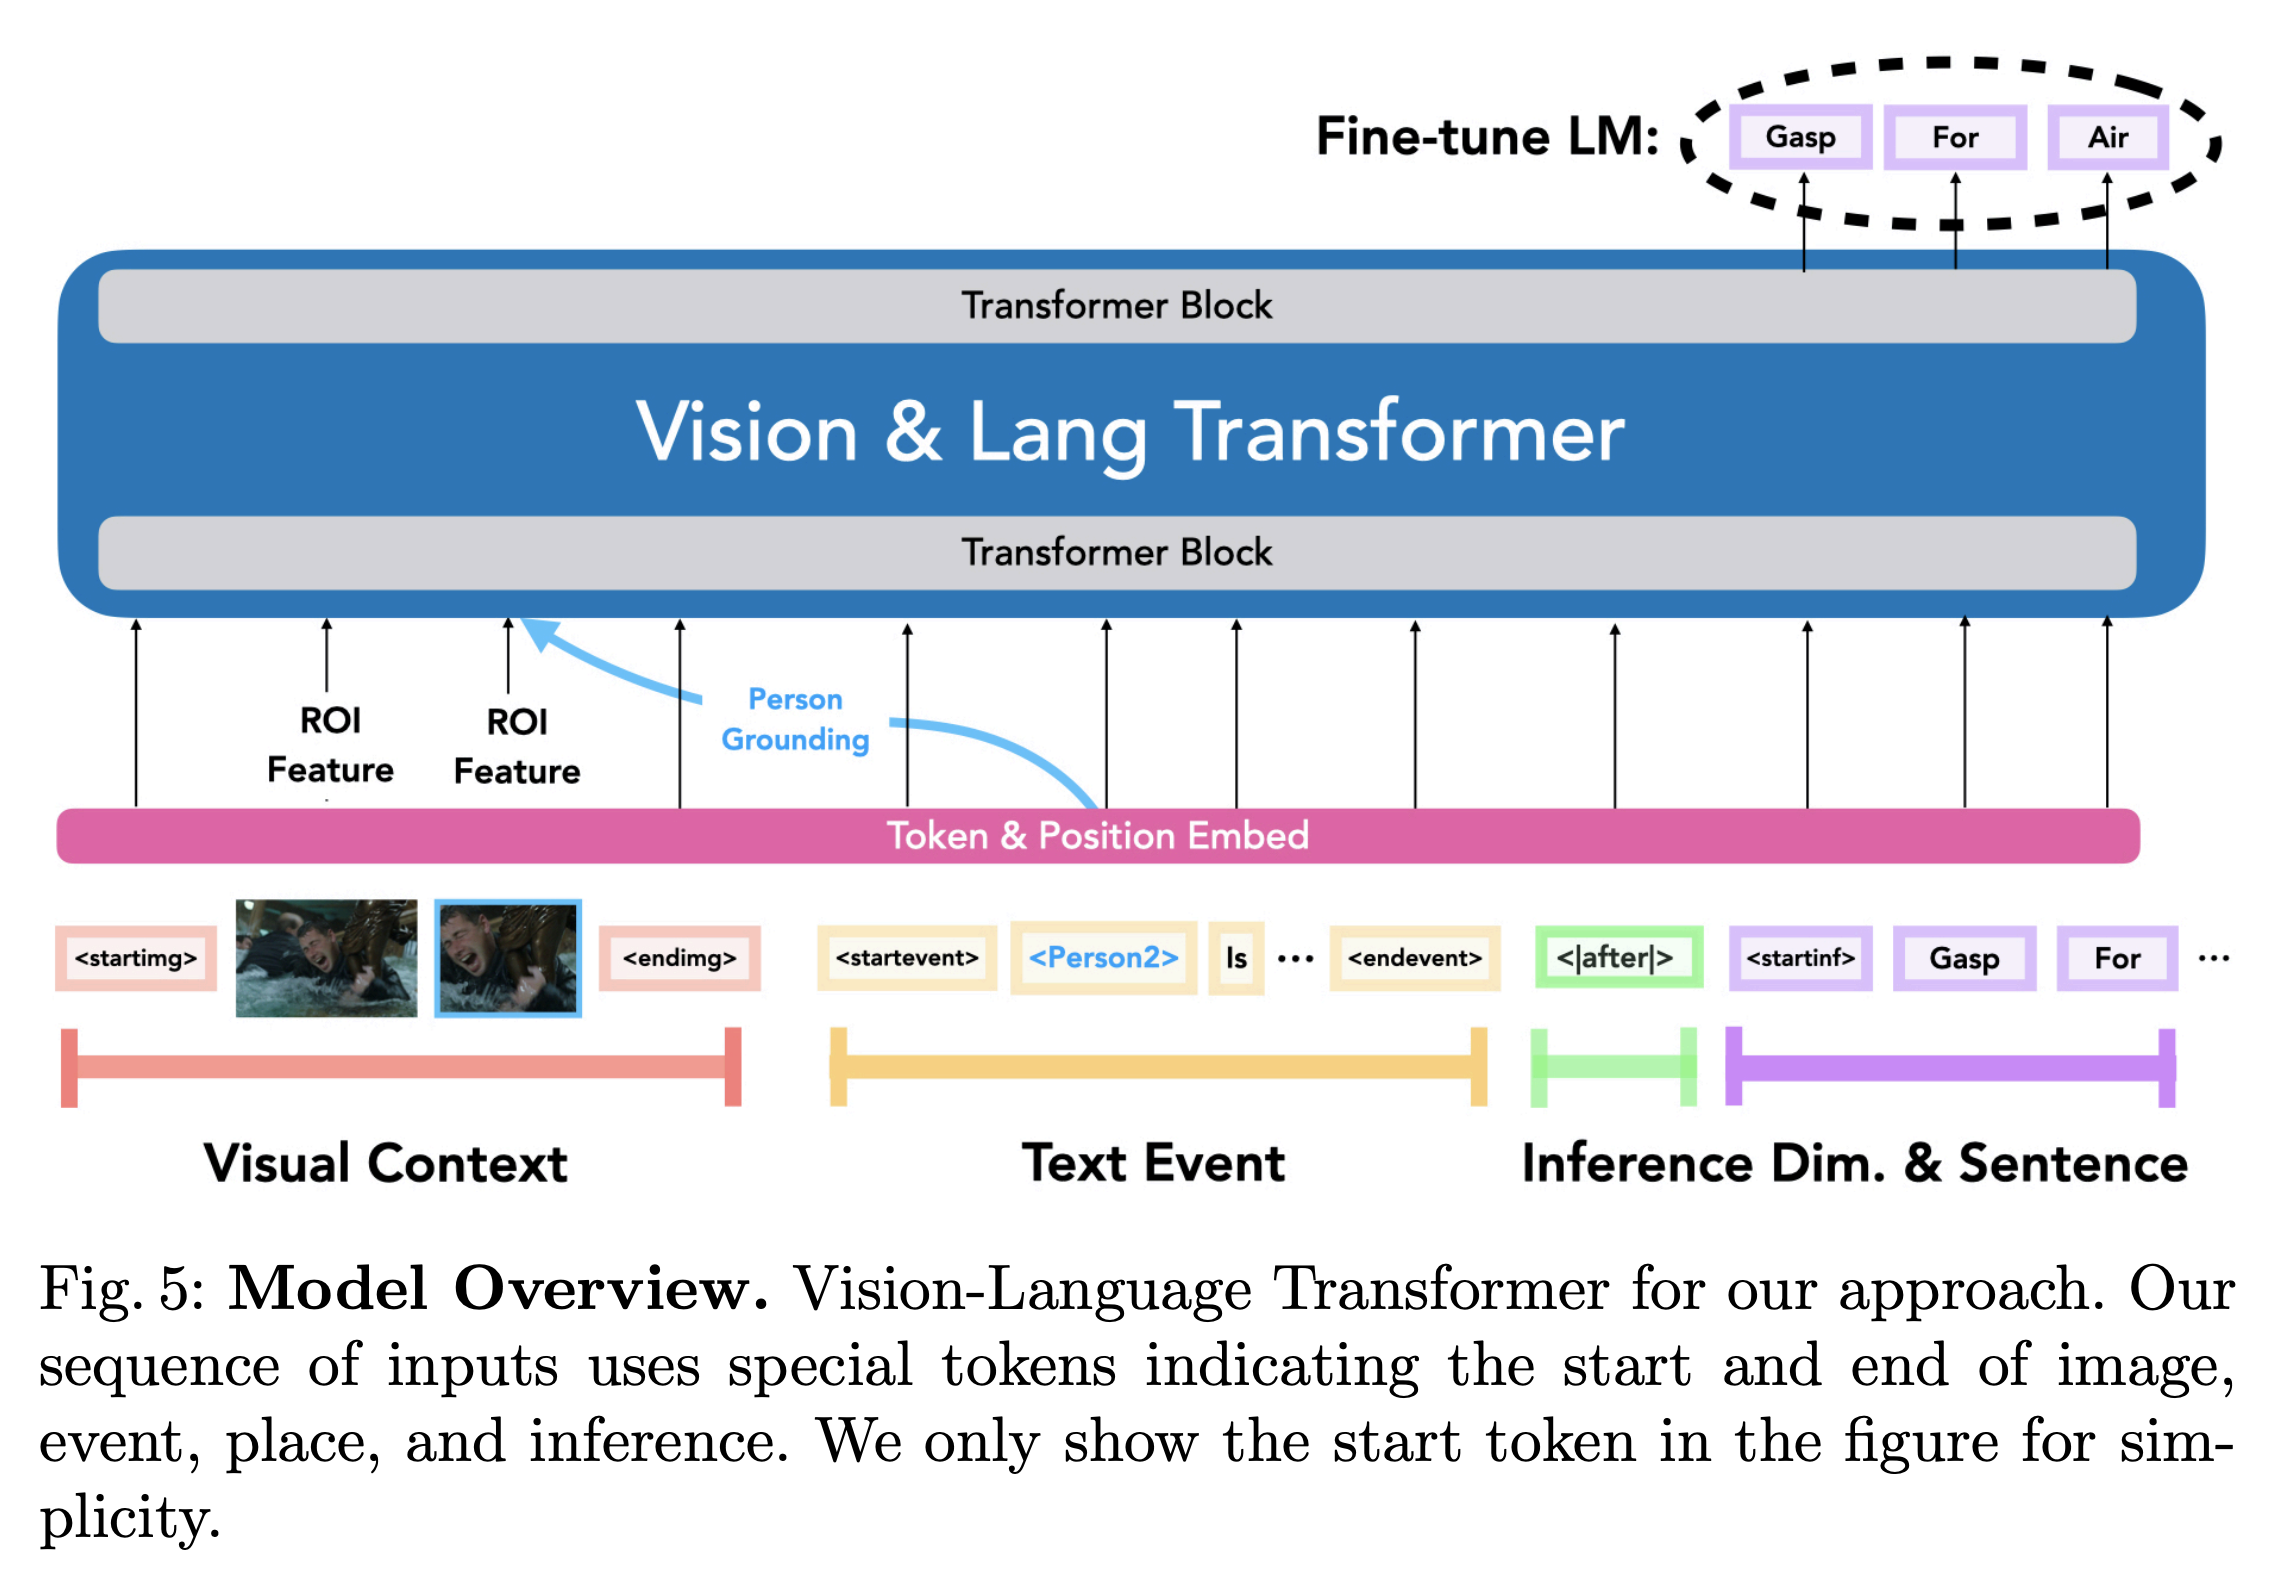 Fine-tune LM: Gasp For Air
Transformer Block
Vision & Lang Transformer
Transformer Block
Person
Grounding
ROI
Feature
ROI
Feature
Token & Position Embed
<startimg> <endimg> <startevent> <Person2> Is ... <endevent> <|after|> <startinf> Gasp For ...
Visual Context Text Event Inference Dim. & Sentence
Fig. 5: Model Overview. Vision-Language Transformer for our approach. Our
sequence of inputs uses special tokens indicating the start and end of image,
event, place, and inference. We only show the start token in the figure for sim-
plicity.